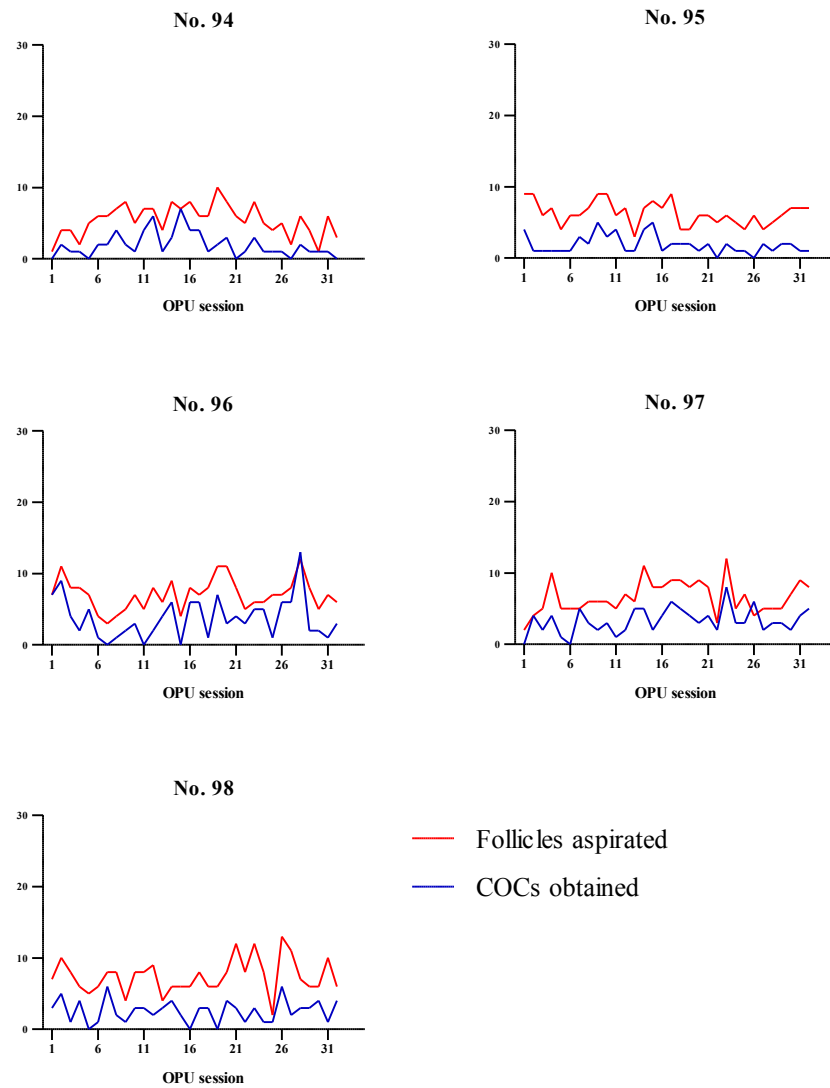 No. 94
30
20
10
0
1 6 11 16 21 26 31
OPU session
No. 95
30
20
10
0
1 6 11 16 21 26 31
OPU session
No. 96
30
20
10
0
1 6 11 16 21 26 31
OPU session
No. 97
30
20
10
0
1 6 11 16 21 26 31
OPU session
No. 98
30
20
10
0
1 6 11 16 21 26 31
OPU session
Follicles aspirated
COCs obtained